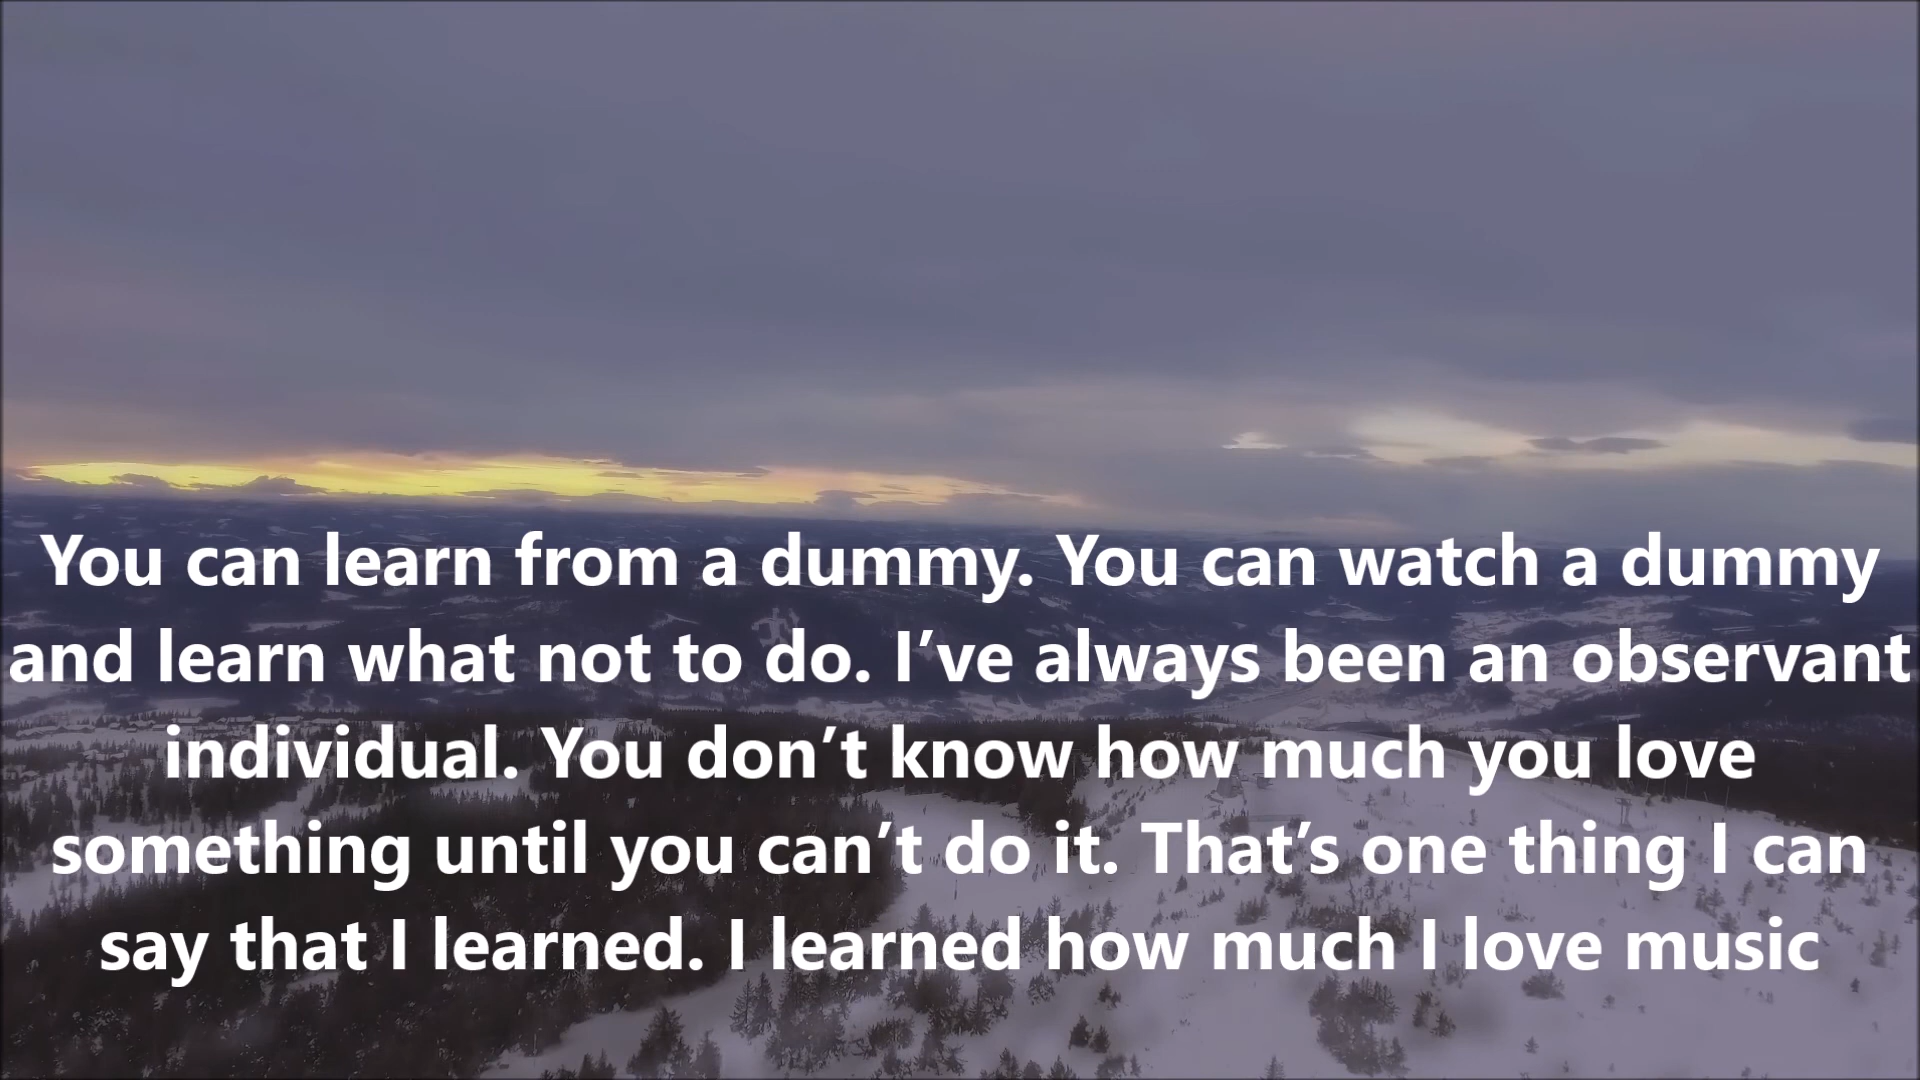 You can learn from a dummy. You can watch a dummy
and learn what not to do. I’ve always been an observant
individual. You don’t know how much you love
something until you can’t do it. That’s one thing I can
say that I learned. I learned how much I love music